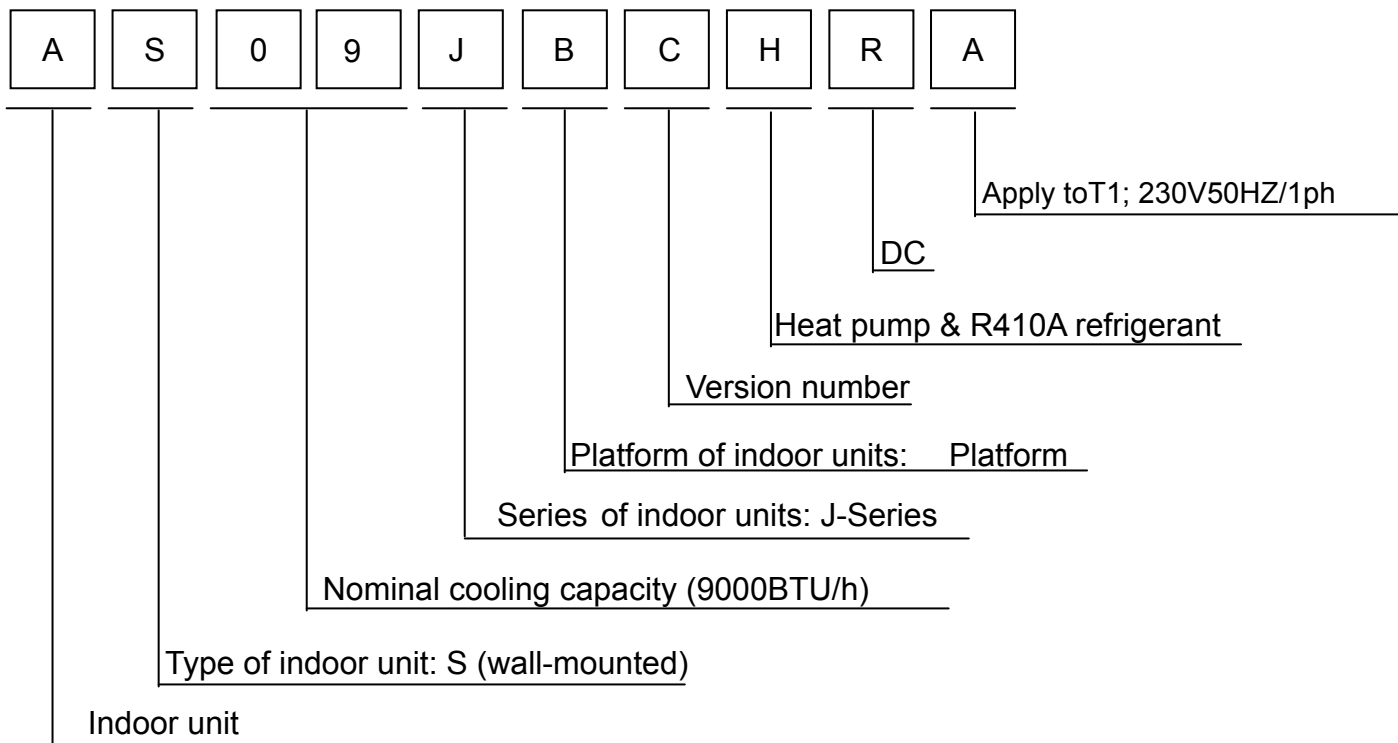 A S 0 9 J B C H R A
Apply toT1; 230V50HZ/1ph
DC
Heat pump & R410A refrigerant
Version number
Platform of indoor units: Platform
Series of indoor units: J-Series
Nominal cooling capacity (9000BTU/h)
Type of indoor unit: S (wall-mounted)
Indoor unit